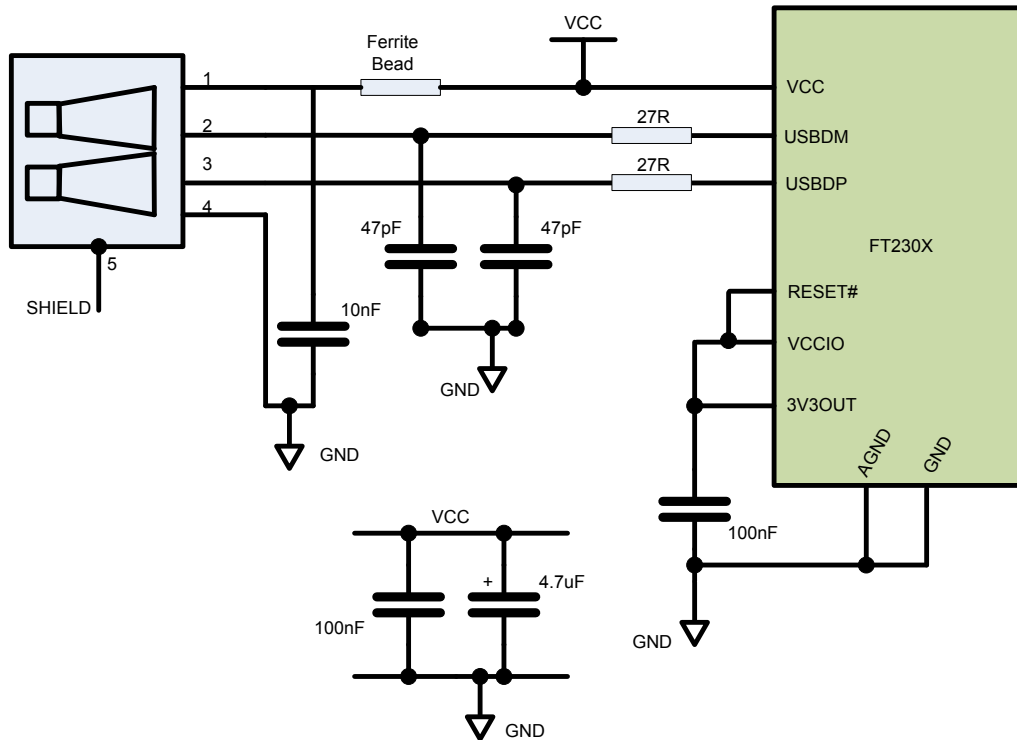 VCC
Ferrite
Bead
1
VCC
27R
2
USBDM
27R
3
USBDP
4
47pF
47pF
FT230X
5
SHIELD
RESET#
10nF
VCCIO
GND
3V3OUT
GND
AGND
GND
VCC
100nF
+
4.7uF
100nF
GND
GND